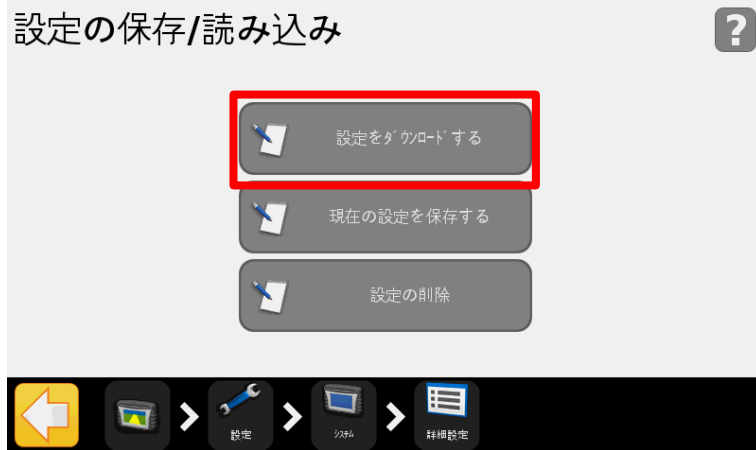 設定の保存/読み込み
?
設定をﾀﾞｳﾝﾛｰﾄﾞする
現在の設定を保存する
設定の削除
設定
ｼｽﾃﾑ
詳細設定